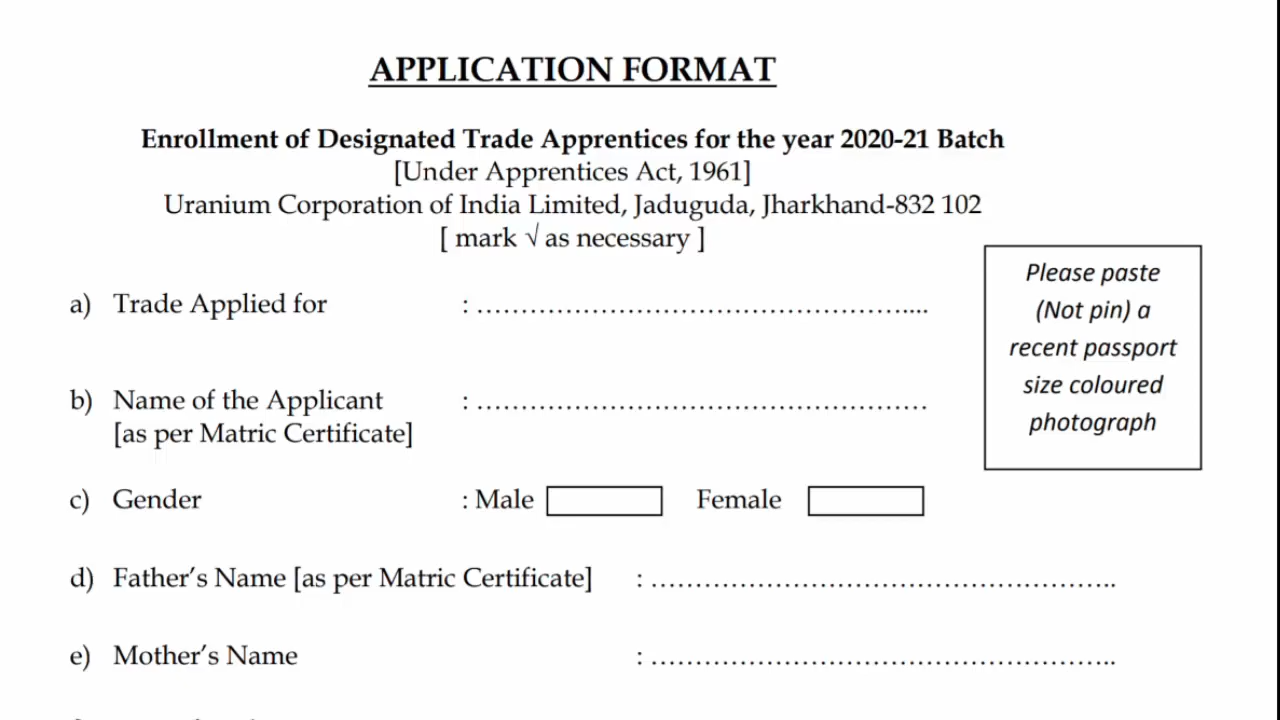 APPLICATION FORMAT
Enrollment of Designated Trade Apprentices for the year 2020-21 Batch
[Under Apprentices Act, 1961]
Uranium Corporation of India Limited, Jaduguda, Jharkhand-832 102
[ mark √ as necessary ]
Please paste
(Not pin) a
recent passport
size coloured
photograph
a) Trade Applied for : …………………………………………....
b) Name of the Applicant : ……………………………………………
[as per Matric Certificate]
c) Gender : Male Female
d) Father’s Name [as per Matric Certificate] : ……………………………………………..
e) Mother’s Name : ……………………………………………..